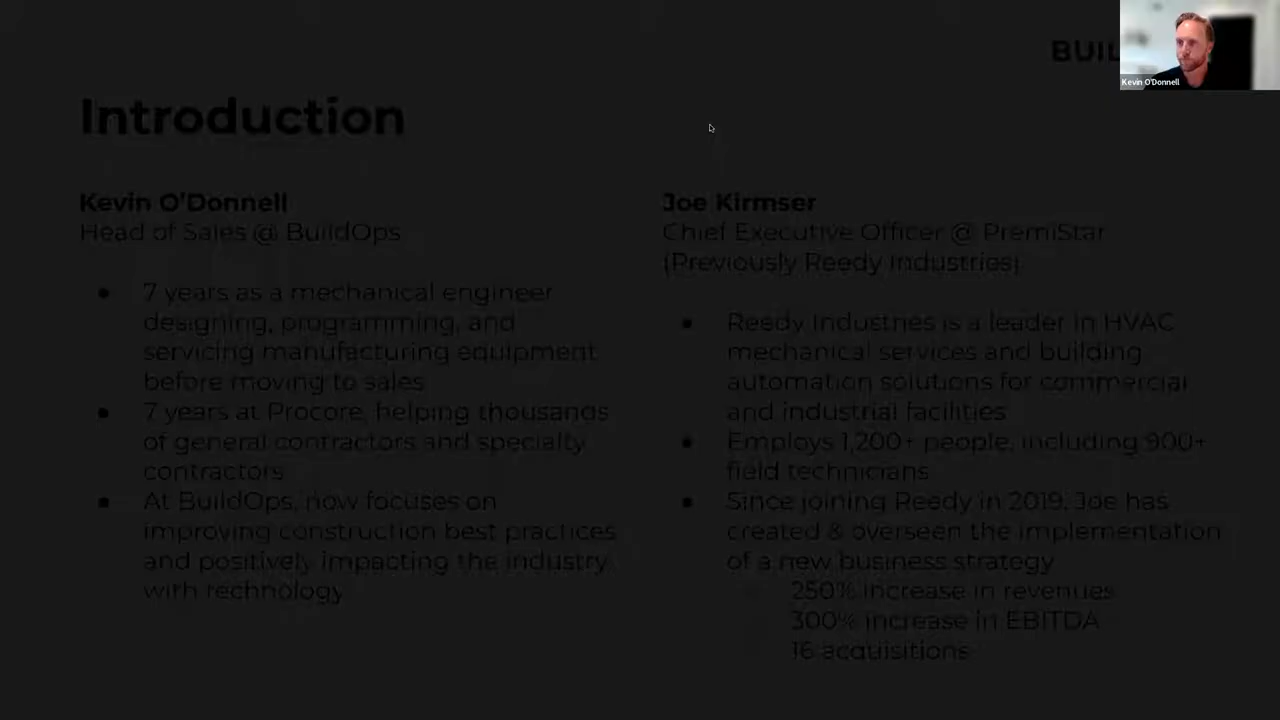 BUIL
Kevin O'Donnell
Introduction
Kevin O'Donnell
Head of Sales @ BuildOps
● 7 years as a mechanical engineer
designing, programming, and
servicing manufacturing equipment
before moving to sales
● 7 years at Procore, helping thousands
of general contractors and specialty
contractors
● At BuildOps, now focuses on
improving construction best practices
and positively impacting the industry
with technology
Joe Kirmser
Chief Executive Officer @ PremiStar
(Previously Reedy Industries)
● Reedy Industries is a leader in HVAC
mechanical services and building
automation solutions for commercial
and industrial facilities
● Employs 1,200+ people, including 900+
field technicians
● Since joining Reedy in 2019, Joe has
created & overseen the implementation
of a new business strategy
250% increase in revenues
300% increase in EBITDA
16 acquisitions